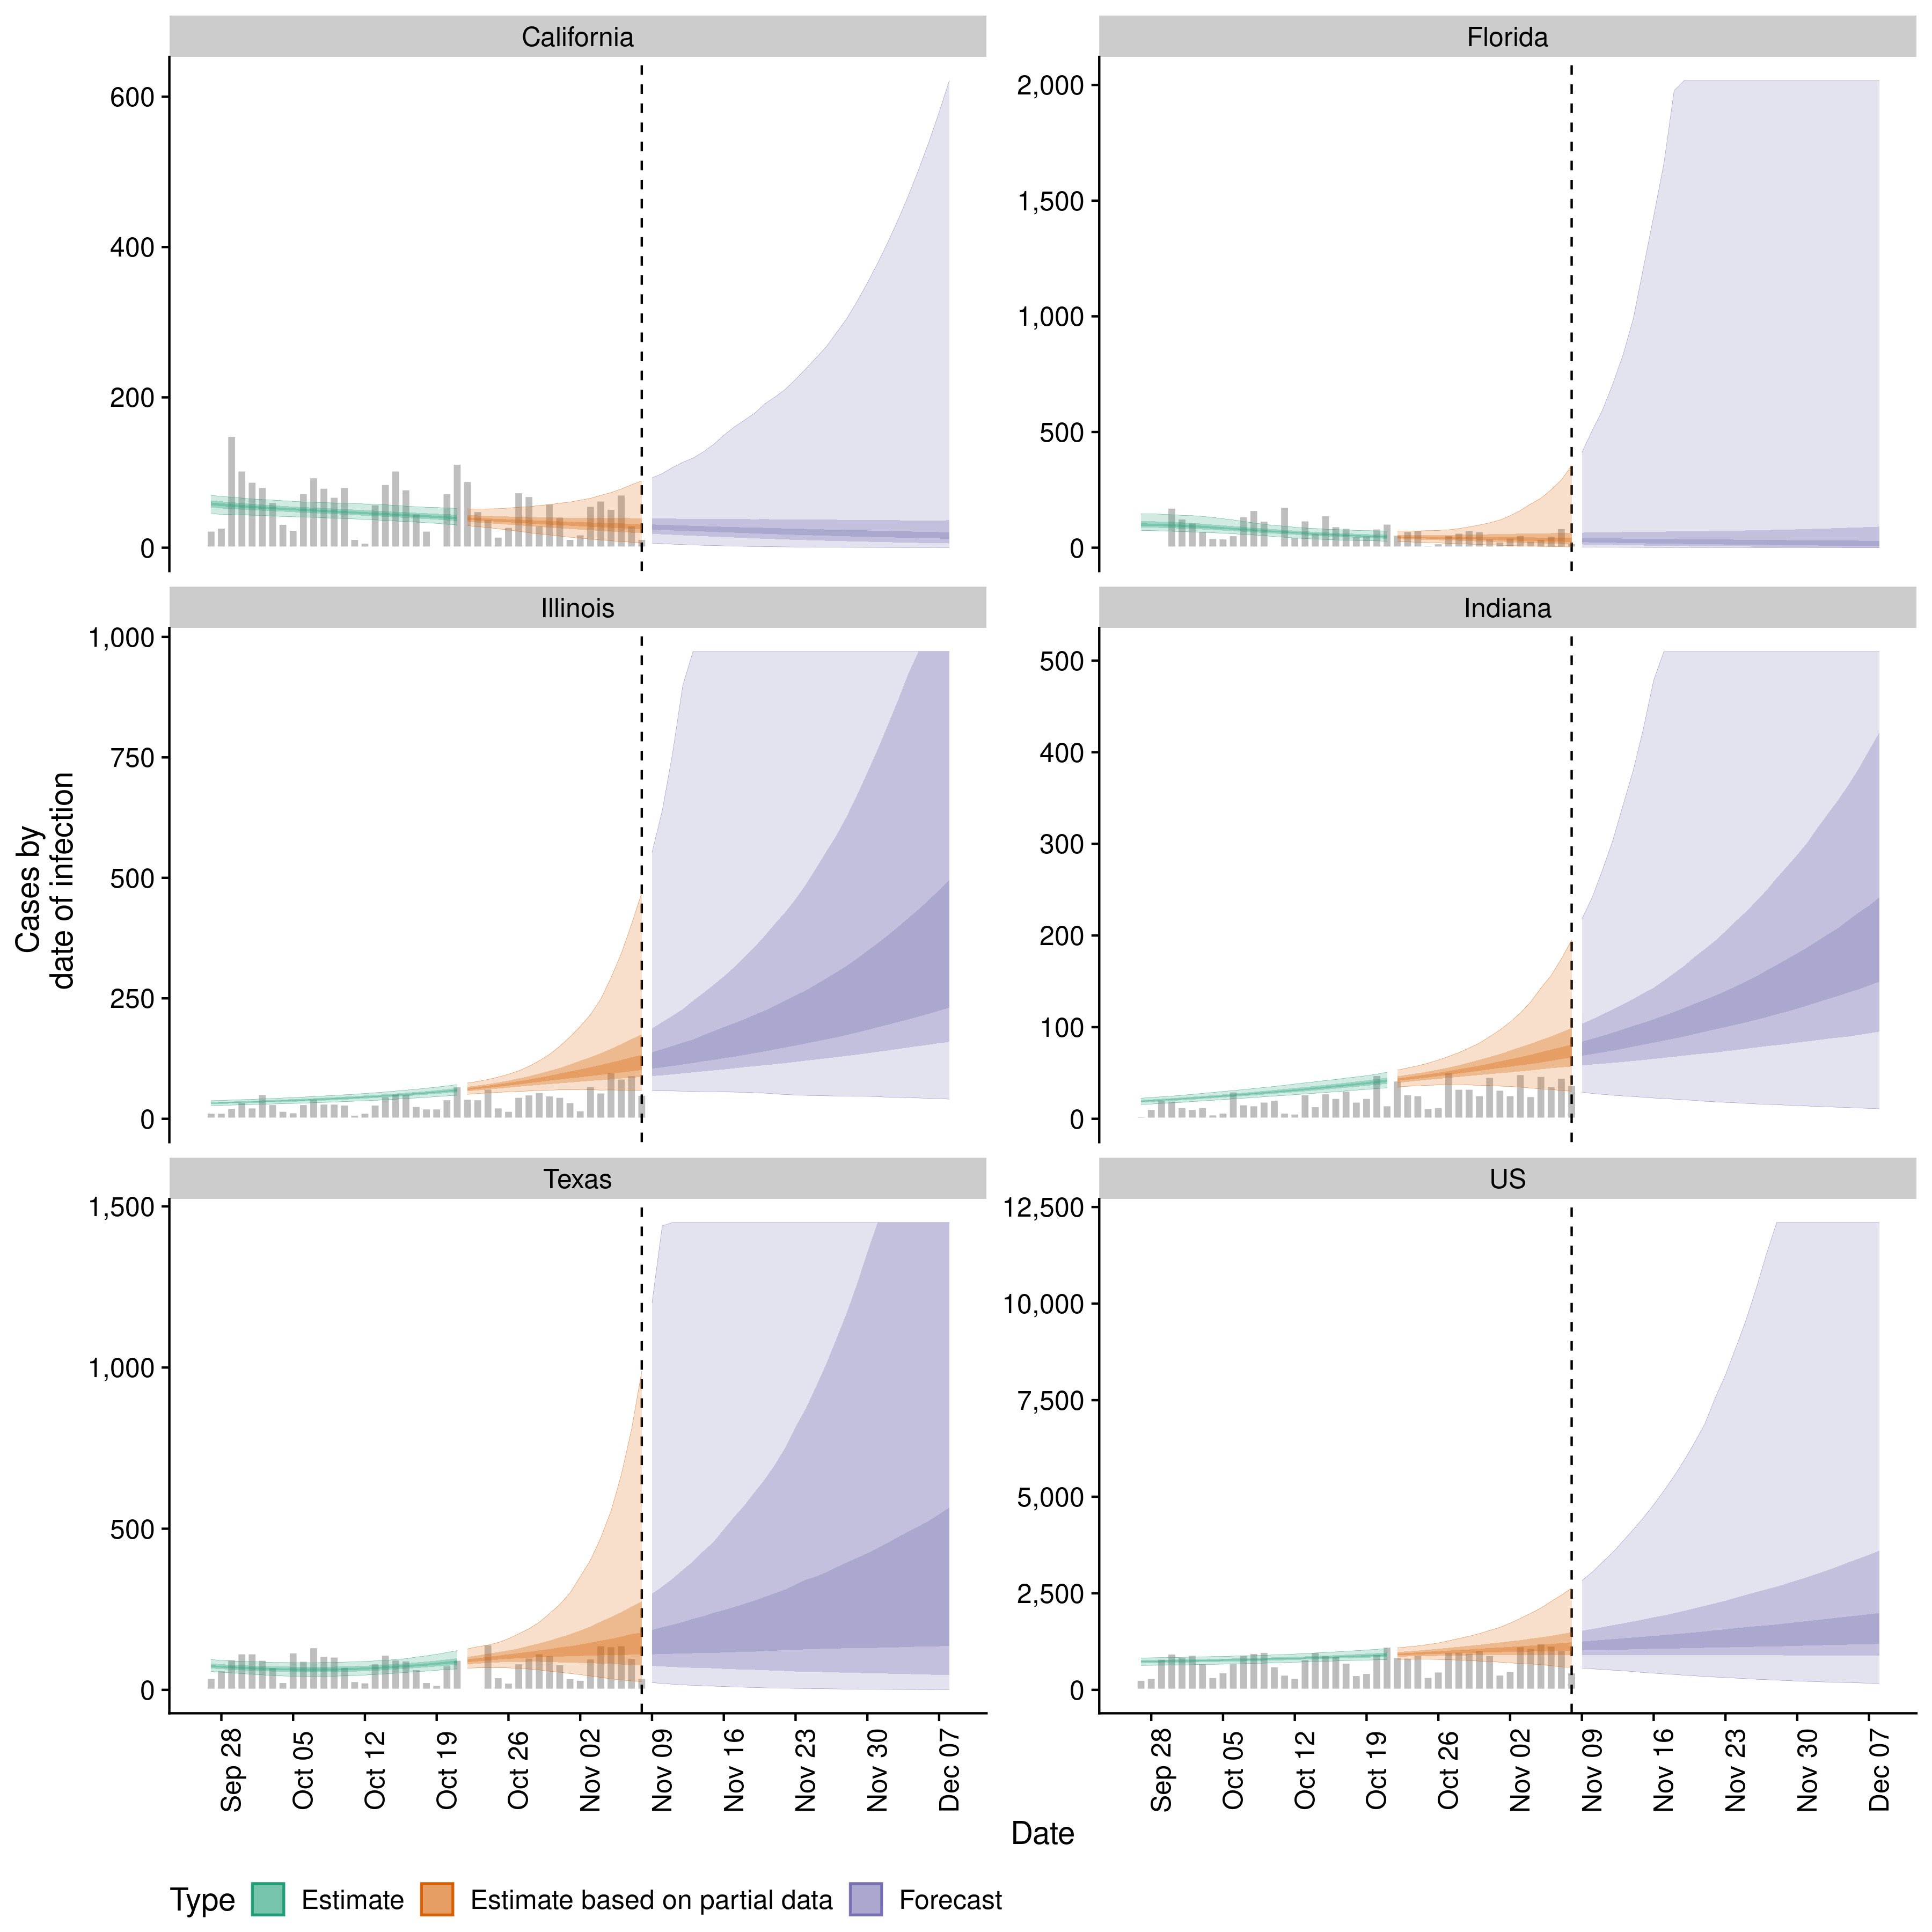 California
Florida
600
400
200
0
2,000
1,500
1,000
500
0
Illinois
Indiana
1,000
750
500
250
0
500
400
300
200
100
0
Cases by
date of infection
Texas
US
1,500
1,000
500
0
12,500
10,000
7,500
5,000
2,500
0
Sep 28
Oct 05
Oct 12
Oct 19
Oct 26
Nov 02
Nov 09
Nov 16
Nov 23
Nov 30
Dec 07
Sep 28
Oct 05
Oct 12
Oct 19
Oct 26
Nov 02
Nov 09
Nov 16
Nov 23
Nov 30
Dec 07
Date
Type Estimate Estimate based on partial data Forecast